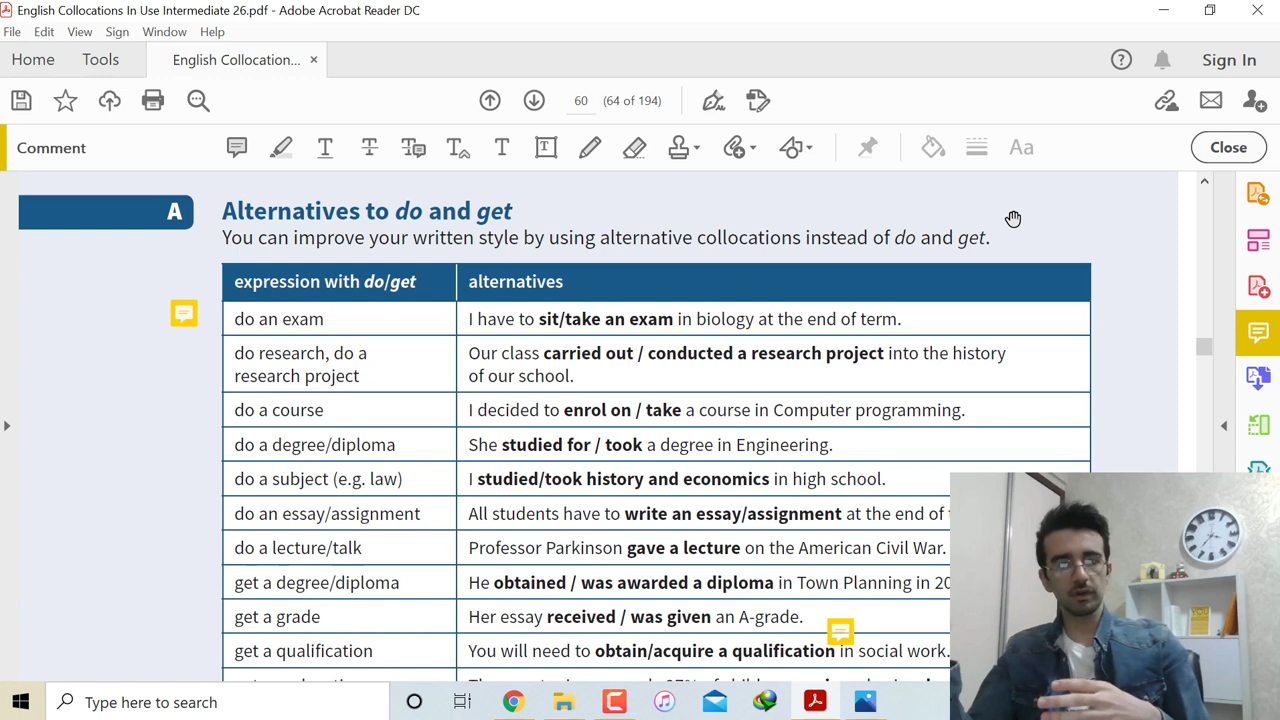 English Collocations In Use Intermediate 26.pdf - Adobe Acrobat Reader DC
File Edit View Sign Window Help
Home Tools English Collocation... ×
Sign In
60 (64 of 194)
Comment
Close
A Alternatives to do and get
You can improve your written style by using alternative collocations instead of do and get.
expression with do/get alternatives
do an exam I have to sit/take an exam in biology at the end of term.
do research, do a research project Our class carried out / conducted a research project into the history
of our school.
do a course I decided to enrol on / take a course in Computer programming.
do a degree/diploma She studied for / took a degree in Engineering.
do a subject (e.g. law) I studied/took history and economics in high school.
do an essay/assignment All students have to write an essay/assignment at the end of
do a lecture/talk Professor Parkinson gave a lecture on the American Civil War.
get a degree/diploma He obtained / was awarded a diploma in Town Planning in 20
get a grade Her essay received / was given an A-grade.
get a qualification You will need to obtain/acquire a qualification in social work.
Type here to search